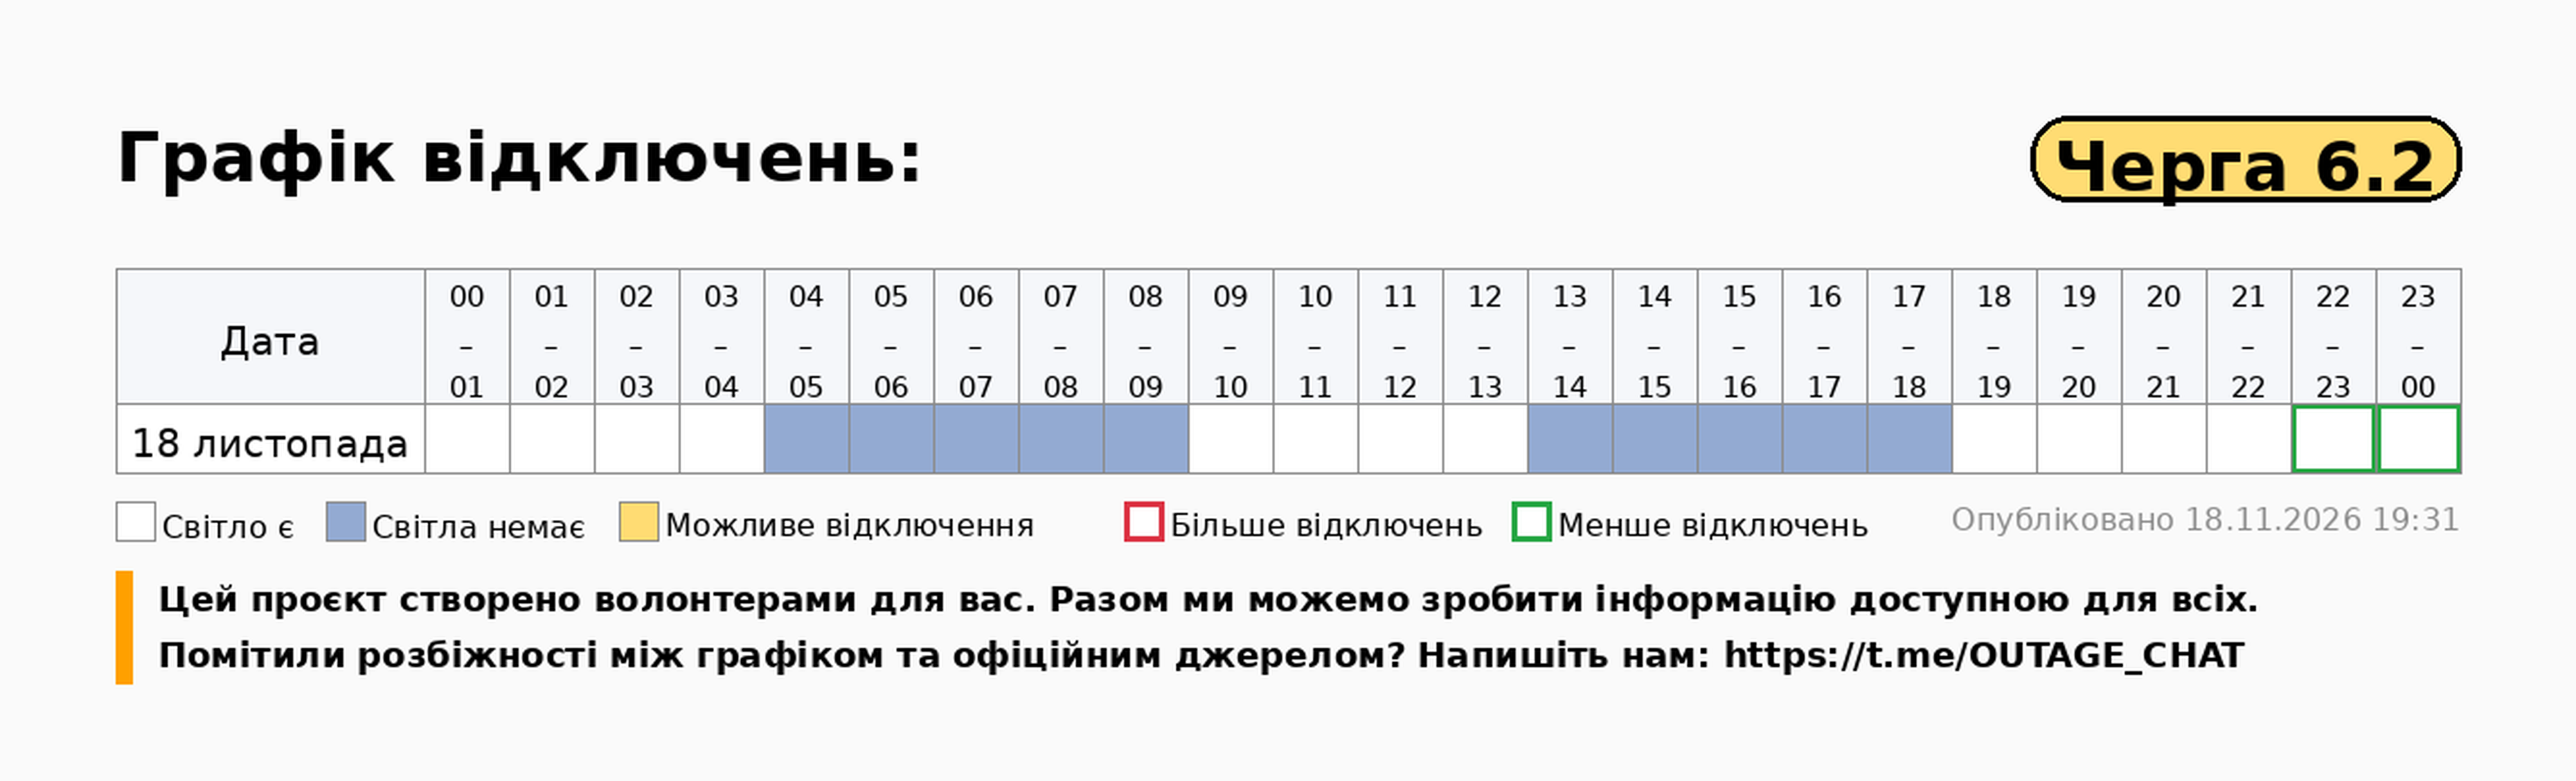 Графік відключень:
Черга 6.2
Дата 00 – 01 01 – 02 02 – 03 03 – 04 04 – 05 05 – 06 06 – 07 07 – 08 08 – 09 09 – 10 10 – 11 11 – 12 12 – 13 13 – 14 14 – 15 15 – 16 16 – 17 17 – 18 18 – 19 19 – 20 20 – 21 21 – 22 22 – 23 23 – 00
18 листопада
Світло є Світла немає Можливе відключення Більше відключень Менше відключень Опубліковано 18.11.2026 19:31
Цей проєкт створено волонтерами для вас. Разом ми можемо зробити інформацію доступною для всіх.
Помітили розбіжності між графіком та офіційним джерелом? Напишіть нам: https://t.me/OUTAGE_CHAT